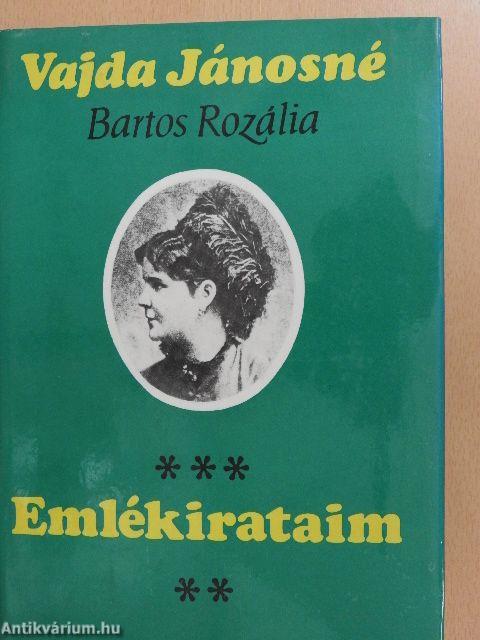 Vajda Jánosné
Bartos Rozália
* * *
Emlékirataim
* *
Antikvárium.hu